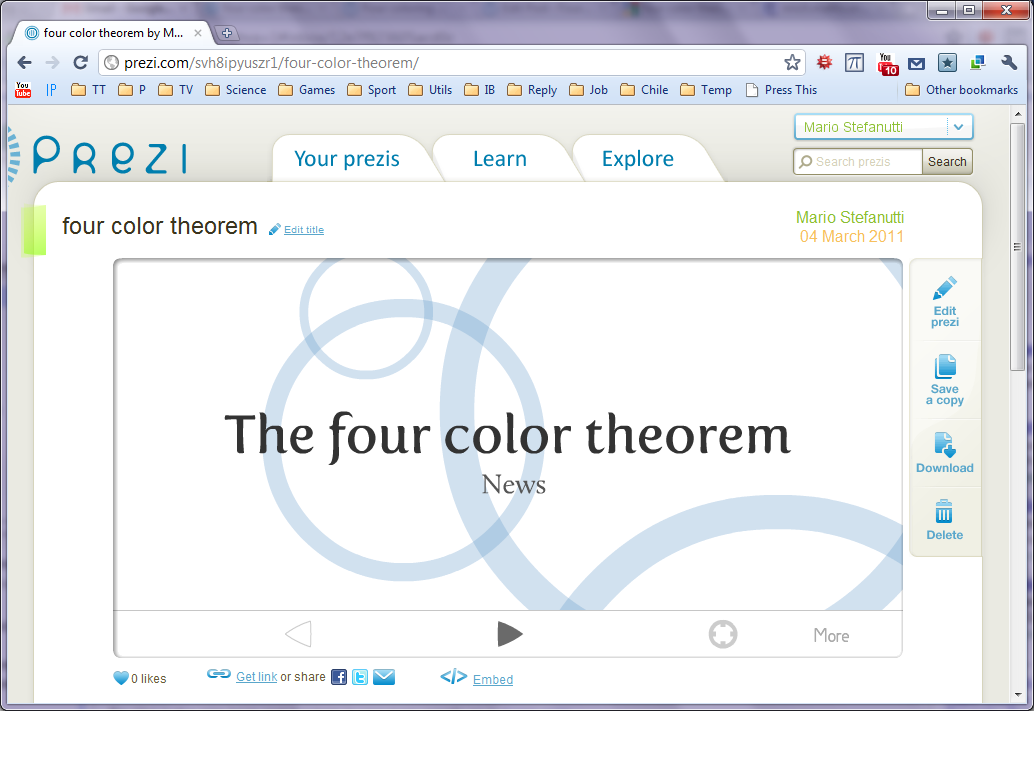 four color theorem by M...
prezi.com/svh8ipyuszr1/four-color-theorem/
You
10
You Tube IP TT P TV Science Games Sport Utils IB Reply Job Chile Temp Press This Other bookmarks
PREZI
Your prezis Learn Explore
Mario Stefanutti
Search prezis Search
four color theorem Edit title
Mario Stefanutti
04 March 2011
The four color theorem
News
Edit
prezi
Save
a copy
Download
Delete
More
0 likes Get link or share Embed